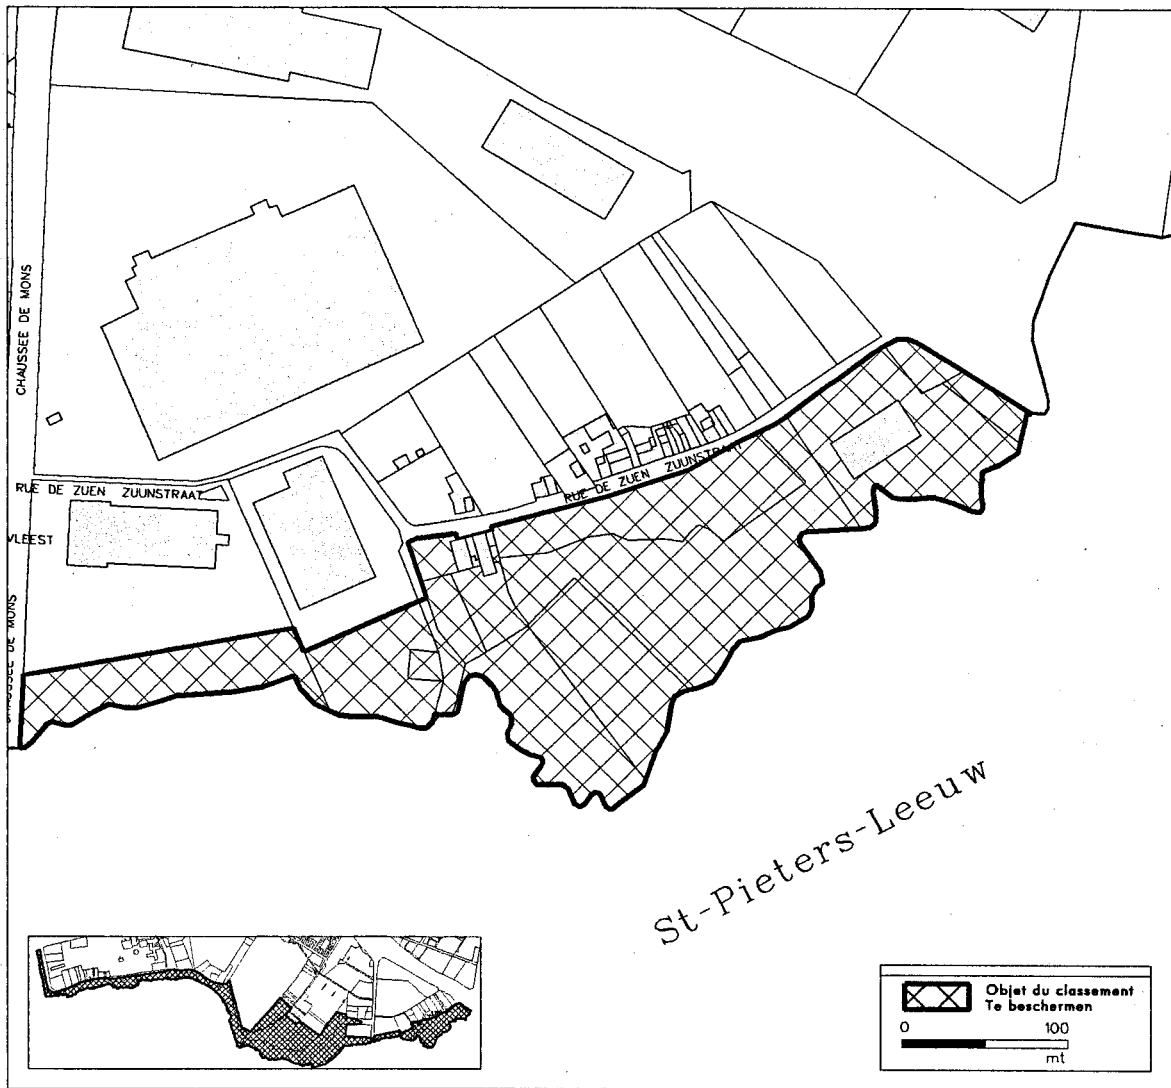 CHAUSSEE DE MONS
RUE DE ZUEN ZUUNSTRAAT
RUE DE ZUEN ZUUNSTRAAT
VLEEST
CHAUSSEE DE MONS
St-Pieters-Leeuw
Objet du classement
Te beschermen
0 100
mt